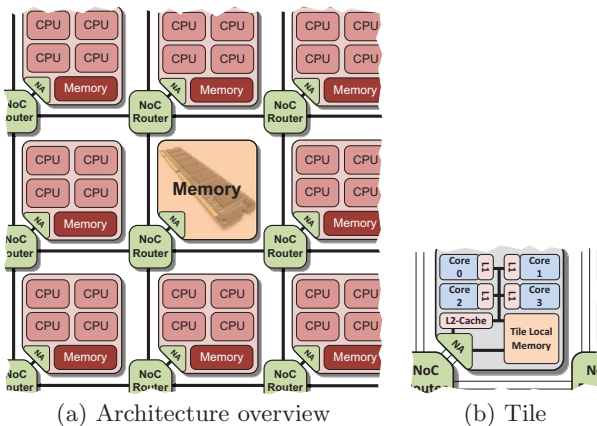 CPU CPU CPU CPU CPU CPU
CPU CPU CPU CPU CPU CPU
NA Memory NA Memory NA Memory
NoC Router NoC Router NoC Router
CPU CPU Memory CPU CPU
CPU CPU CPU CPU
NA Memory NA NA Memory
NoC Router NoC Router NoC Router
CPU CPU CPU CPU CPU CPU
CPU CPU CPU CPU CPU CPU
NA Memory NA Memory NA Memory
NoC Router NoC Router NoC Router
(a) Architecture overview
Core 0 L1 L1 Core 1
Core 2 L1 L1 Core 3
L2-Cache
NA
Tile Local
Memory
NoC
Router
(b) Tile